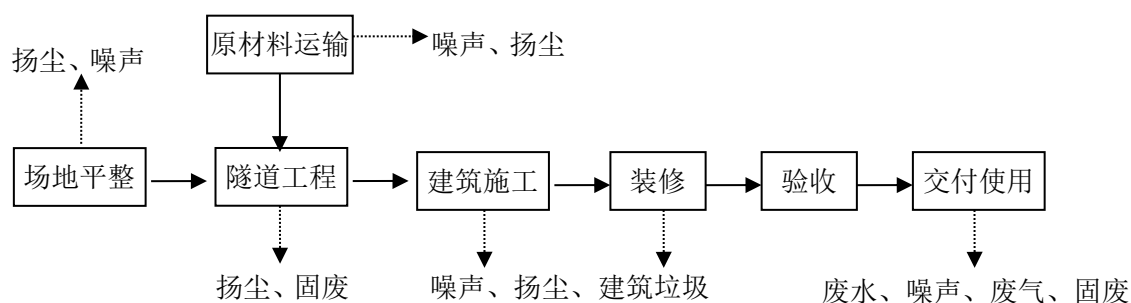 原材料运输
噪声、扬尘
扬尘、噪声
场地平整
隧道工程
建筑施工
装修
验收
交付使用
扬尘、固废
噪声、扬尘、建筑垃圾
废水、噪声、废气、固废